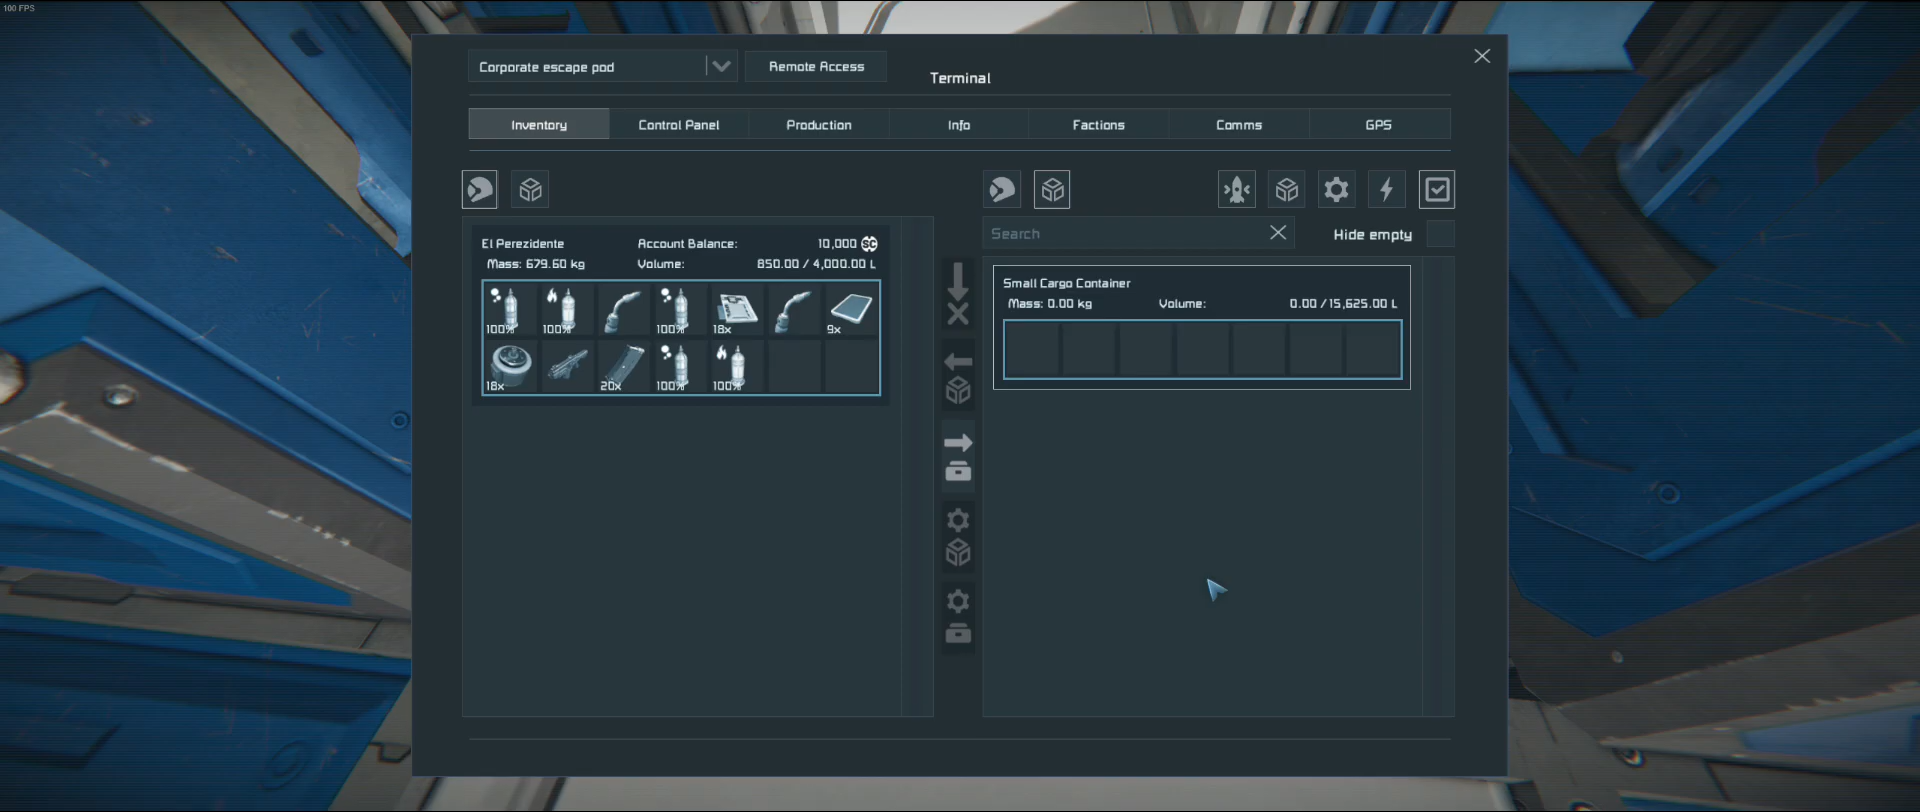 100 FPS
Corporate escape pod
Remote Access
Terminal
Inventory
Control Panel
Production
Info
Factions
Comms
GPS
Search
Hide empty
El Perezidente
Account Balance:
10,000 SC
Mass: 679.60 kg
Volume:
850.00 / 4,000.00 L
100%
100%
100%
18x
9x
18x
20x
100%
100%
Small Cargo Container
Mass: 0.00 kg
Volume:
0.00 / 15,625.00 L